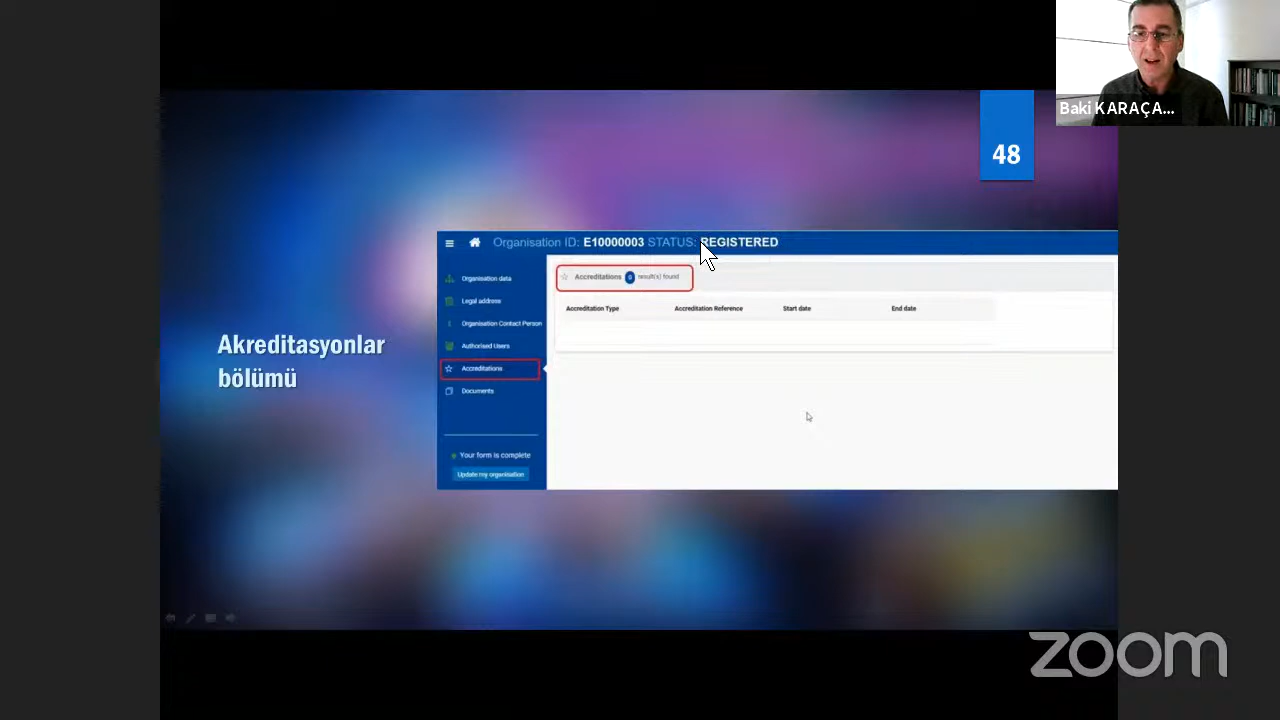 Baki KARAÇA...
48
Organisation ID: E10000003 STATUS: REGISTERED
Organisation data
Legal address
Organisation Contact Person
Authorised Users
Accreditations
Documents
Your form is complete
Update my organisation
Accreditations 0 result(s) found
Accreditation Type Accreditation Reference Start date End date
Akreditasyonlar
bölümü
zoom